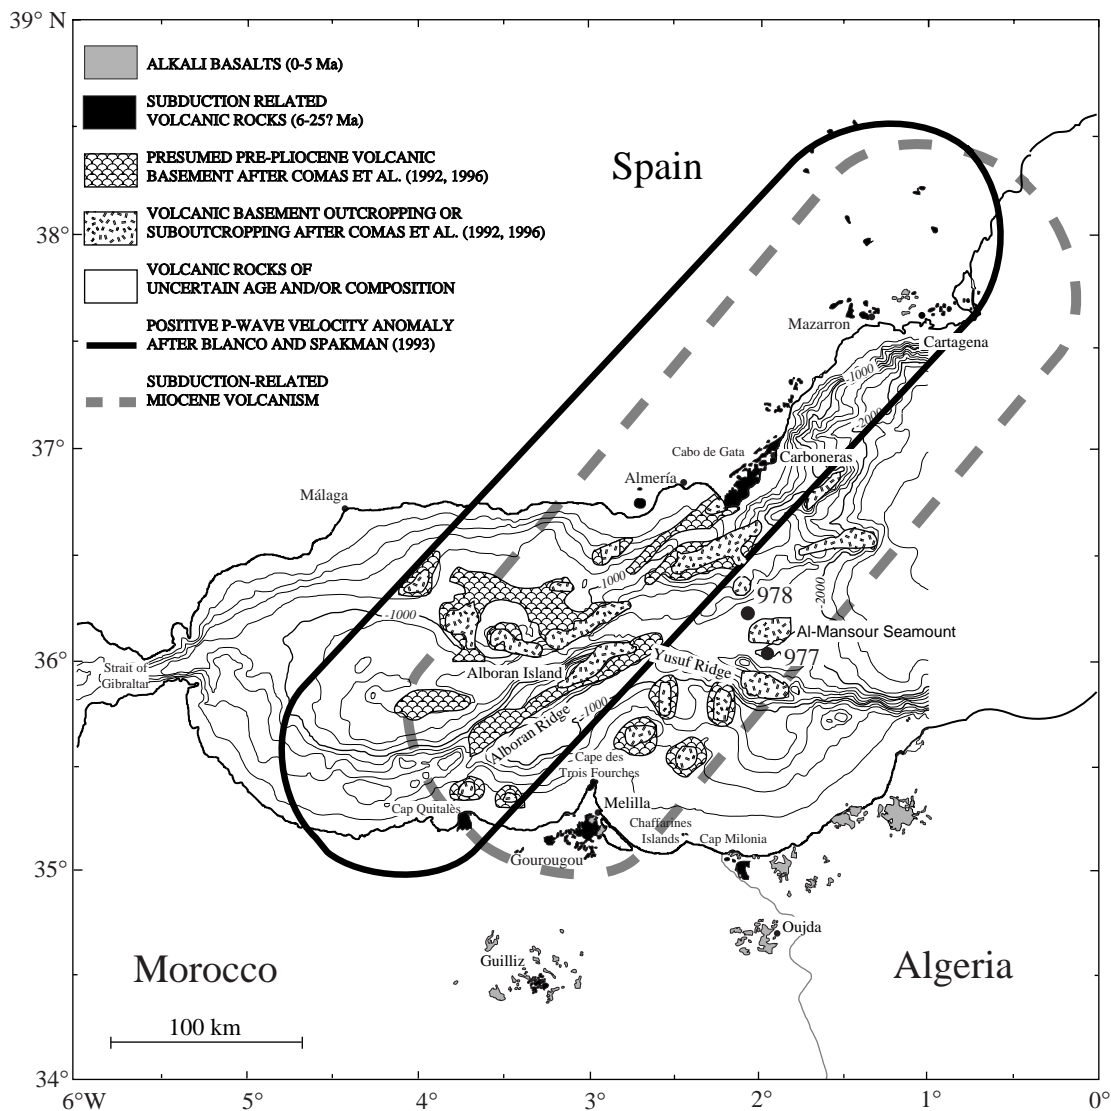 39° N
ALKALI BASALTS (0-5 Ma)
SUBDUCTION RELATED
VOLCANIC ROCKS (6-25? Ma)
PRESUMED PRE-PLIOCENE VOLCANIC
BASEMENT AFTER COMAS ET AL. (1992, 1996)
VOLCANIC BASEMENT OUTCROPPING OR
SUBOUTCROPPING AFTER COMAS ET AL. (1992, 1996)
VOLCANIC ROCKS OF
UNCERTAIN AGE AND/OR COMPOSITION
POSITIVE P-WAVE VELOCITY ANOMALY
AFTER BLANCO AND SPAKMAN (1993)
SUBDUCTION-RELATED
MIOCENE VOLCANISM
Spain
38°
Mazarron
Cartagena
-1000
-2000
37°
Cabo de Gata
Carboneras
Almería
Málaga
-1000
-2000
978
-1000
Al-Mansour Seamount
977
36°
Strait of
Gibraltar
Alboran Island
Yusuf Ridge
-1000
Alboran Ridge
Cape des
Trois Fourches
Cap Quitalès
Melilla
Chaffarines
Islands
Cap Milonia
Gourougou
35°
Oujda
Guilliz
Morocco
Algeria
100 km
34°
6°W
5°
4°
3°
2°
1°
0°